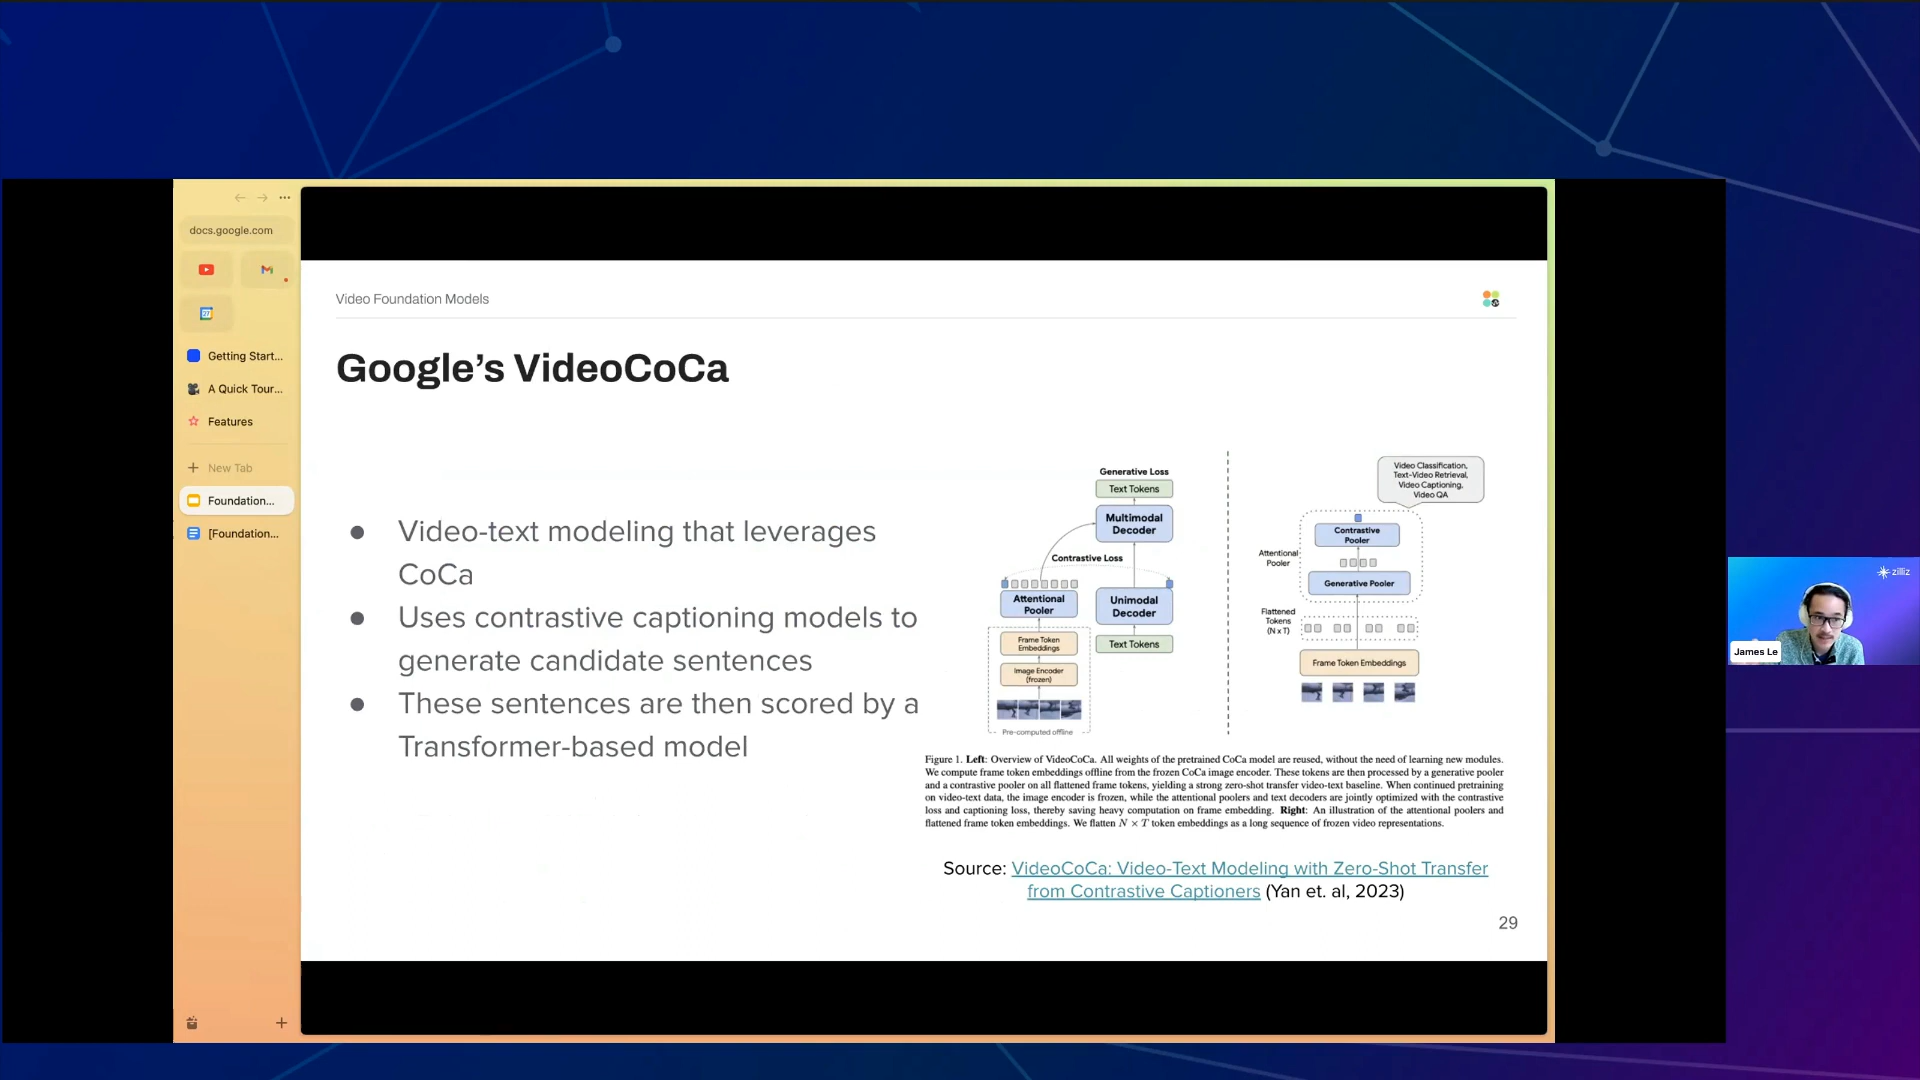 docs.google.com
27
Getting Start...
A Quick Tour...
Features
New Tab
Foundation...
[Foundation...
Video Foundation Models
Google's VideoCoCa
● Video-text modeling that leverages
CoCa
● Uses contrastive captioning models to
generate candidate sentences
● These sentences are then scored by a
Transformer-based model
Generative Loss
Text Tokens
Multimodal
Decoder
Contrastive Loss
Attentional
Pooler
Unimodal
Decoder
Frame Token
Embeddings
Text Tokens
Image Encoder
(frozen)
Pre-computed offline
Video Classification,
Text-Video Retrieval,
Video Captioning,
Video QA
Contrastive
Pooler
Attentional
Pooler
Generative Pooler
Flattened
Tokens
(N x T)
Frame Token Embeddings
Figure 1. Left: Overview of VideoCoCa. All weights of the pretrained CoCa model are reused, without the need of learning new modules.
We compute frame token embeddings offline from the frozen CoCa image encoder. These tokens are then processed by a generative pooler
and a contrastive pooler on all flattened frame tokens, yielding a strong zero-shot transfer video-text baseline. When continued pretraining
on video-text data, the image encoder is frozen, while the attentional poolers and text decoders are jointly optimized with the contrastive
loss and captioning loss, thereby saving heavy computation on frame embedding. Right: An illustration of the attentional poolers and
flattened frame token embeddings. We flatten N × T token embeddings as a long sequence of frozen video representations.
Source: VideoCoCa: Video-Text Modeling with Zero-Shot Transfer
from Contrastive Captioners (Yan et. al, 2023)
29
zilliz
James Le